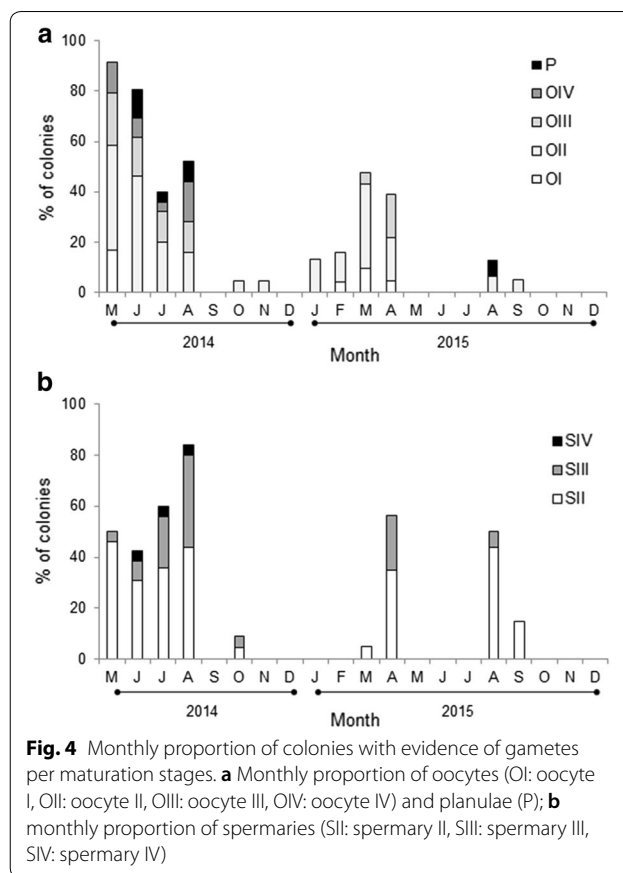 a
100
80
60
40
20
0
% of colonies
P
OIV
OIII
OII
OI
M J J A S O N D J F M A M J J A S O N D
2014 2015
Month
b
100
80
60
40
20
0
% of colonies
SIV
SIII
SII
M J J A S O N D J F M A M J J A S O N D
2014 2015
Month
Fig. 4 Monthly proportion of colonies with evidence of gametes
per maturation stages. a Monthly proportion of oocytes (OI: oocyte
I, OII: oocyte II, OIII: oocyte III, OIV: oocyte IV) and planulae (P); b
monthly proportion of spermaries (SII: spermary II, SIII: spermary III,
SIV: spermary IV)